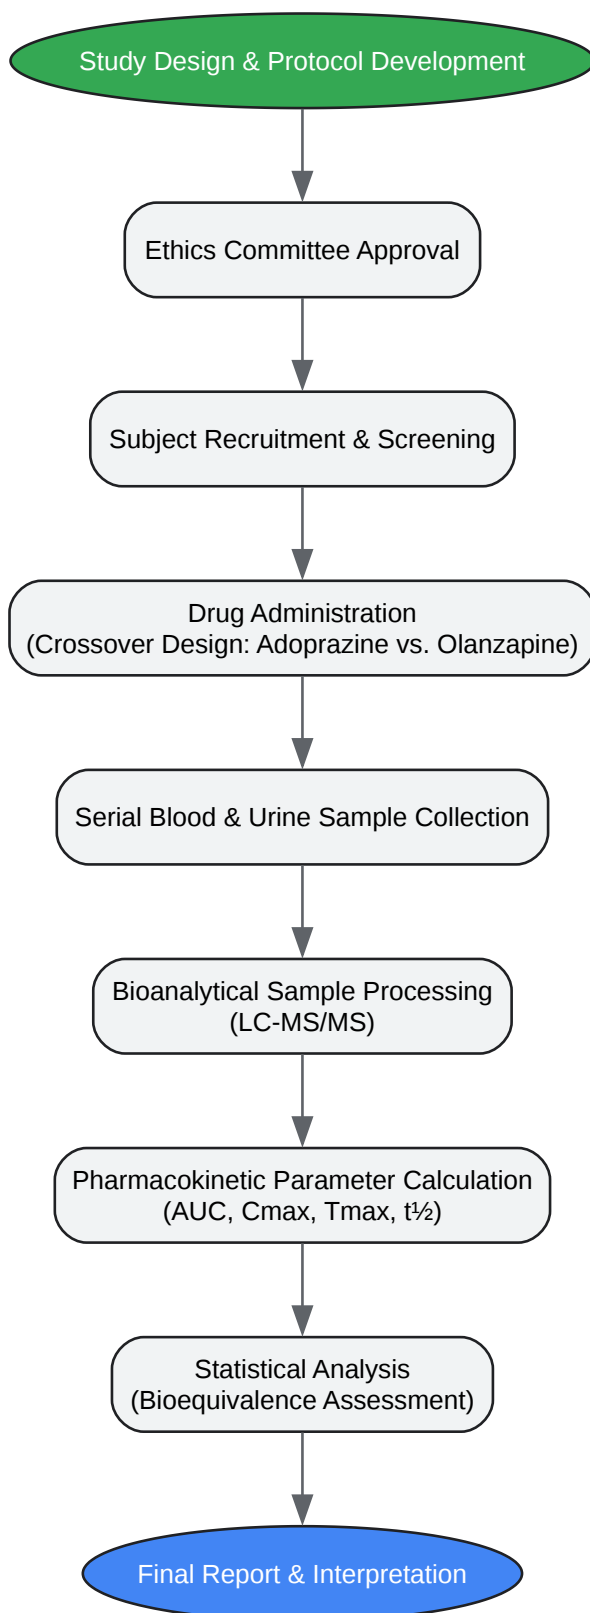 Study Design & Protocol Development
Ethics Committee Approval
Subject Recruitment & Screening
Drug Administration
(Crossover Design: Adoprazine vs. Olanzapine)
Serial Blood & Urine Sample Collection
Bioanalytical Sample Processing
(LC-MS/MS)
Pharmacokinetic Parameter Calculation
(AUC, Cmax, Tmax, t½)
Statistical Analysis
(Bioequivalence Assessment)
Final Report & Interpretation